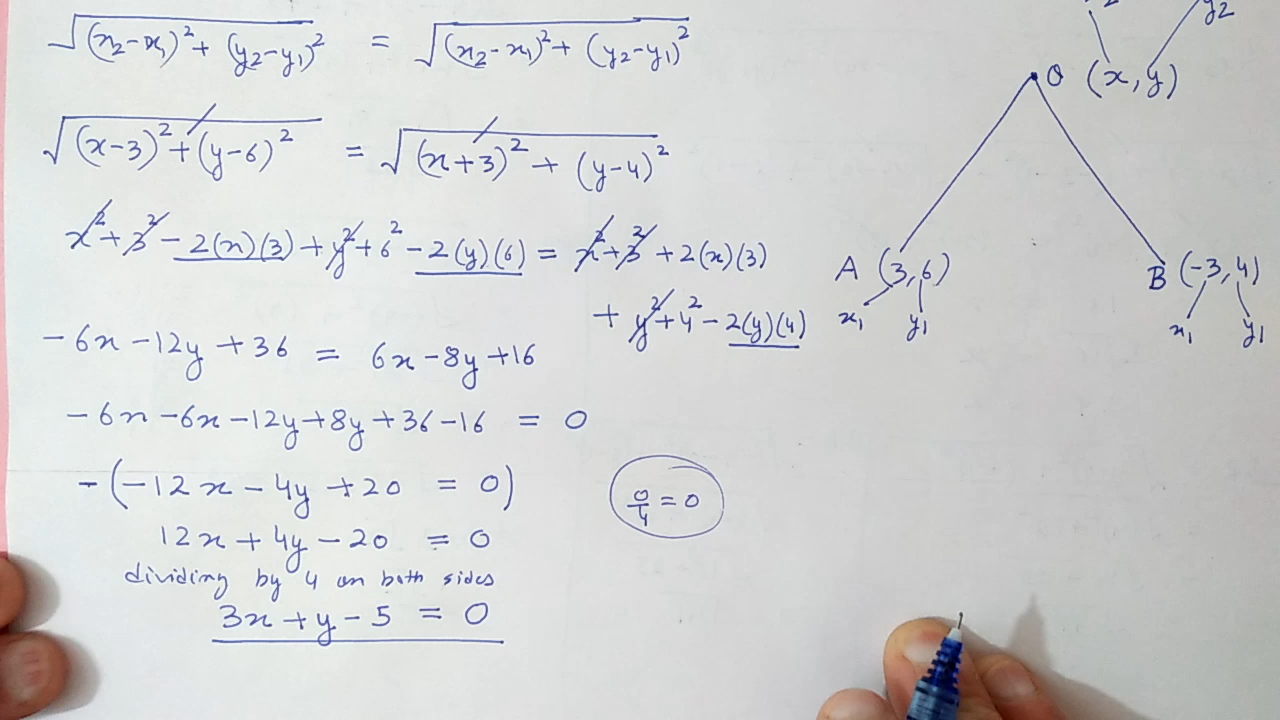 √(x₂-x₁)² + (y₂-y₁)² = √(x₂-x₁)² + (y₂-y₁)²
√(x-3)² + (y-6)² = √(x+3)² + (y-4)²
x² + 3² - 2(x)(3) + y² + 6² - 2(y)(6) = x² + 3² + 2(x)(3)
+ y² + 4² - 2(y)(4)
-6x - 12y + 36 = 6x - 8y + 16
-6x - 6x - 12y + 8y + 36 - 16 = 0
-(-12x - 4y + 20 = 0)
12x + 4y - 20 = 0
dividing by 4 on both sides
3x + y - 5 = 0
0/4 = 0
y₂
O (x, y)
A (3, 6)
x₁ y₁
B (-3, 4)
x₁ y₁